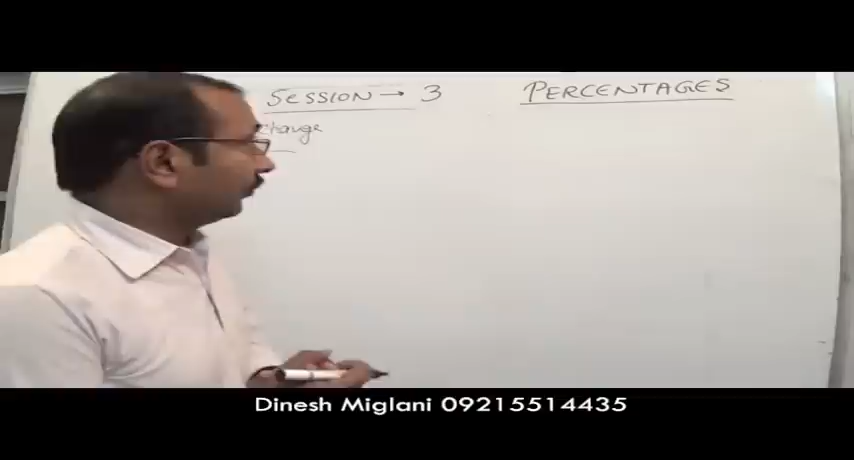 SESSION → 3
PERCENTAGES
change
Dinesh Miglani 09215514435